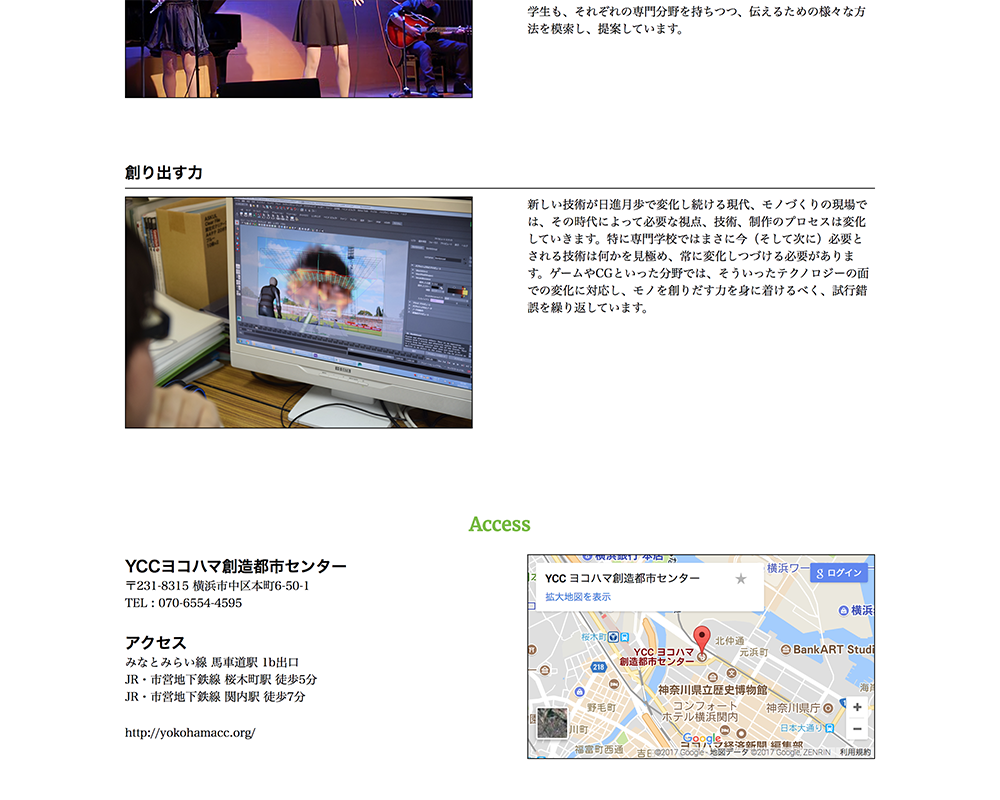 学生も、それぞれの専門分野を持ちつつ、伝えるための様々な方
法を模索し、提案しています。
創り出す力
新しい技術が日進月歩で変化し続ける現代、モノづくりの現場で
は、その時代によって必要な視点、技術、制作のプロセスは変化
していきます。特に専門学校ではまさに今（そして次に）必要と
される技術は何かを見極め、常に変化しつづける必要がありま
す。ゲームやCGといった分野では、そういったテクノロジーの面
での変化に対応し、モノを創りだす力を身に着けるべく、試行錯
誤を繰り返しています。
Access
YCCヨコハマ創造都市センター
〒231-8315 横浜市中区本町6-50-1
TEL : 070-6554-4595
アクセス
みなとみらい線 馬車道駅 1b出口
JR・市営地下鉄線 桜木町駅 徒歩5分
JR・市営地下鉄線 関内駅 徒歩7分
http://yokohamacc.org/
横浜銀行 本店
YCC ヨコハマ創造都市センター
拡大地図を表示
横浜ワー
ログイン
横浜
桜木町
北仲通
元浜町
BankART Studi
YCC ヨコハマ
創造都市センター
218
神奈川県立歴史博物館
海岸
コンフォート
ホテル横浜関内
神奈川県庁
野毛町
日本大通り
川町
福富町西通
吉田
Google
ヨコハマ経済新聞 編集部
©2017 Google - 地図データ ©2017 Google, ZENRIN
利用規約